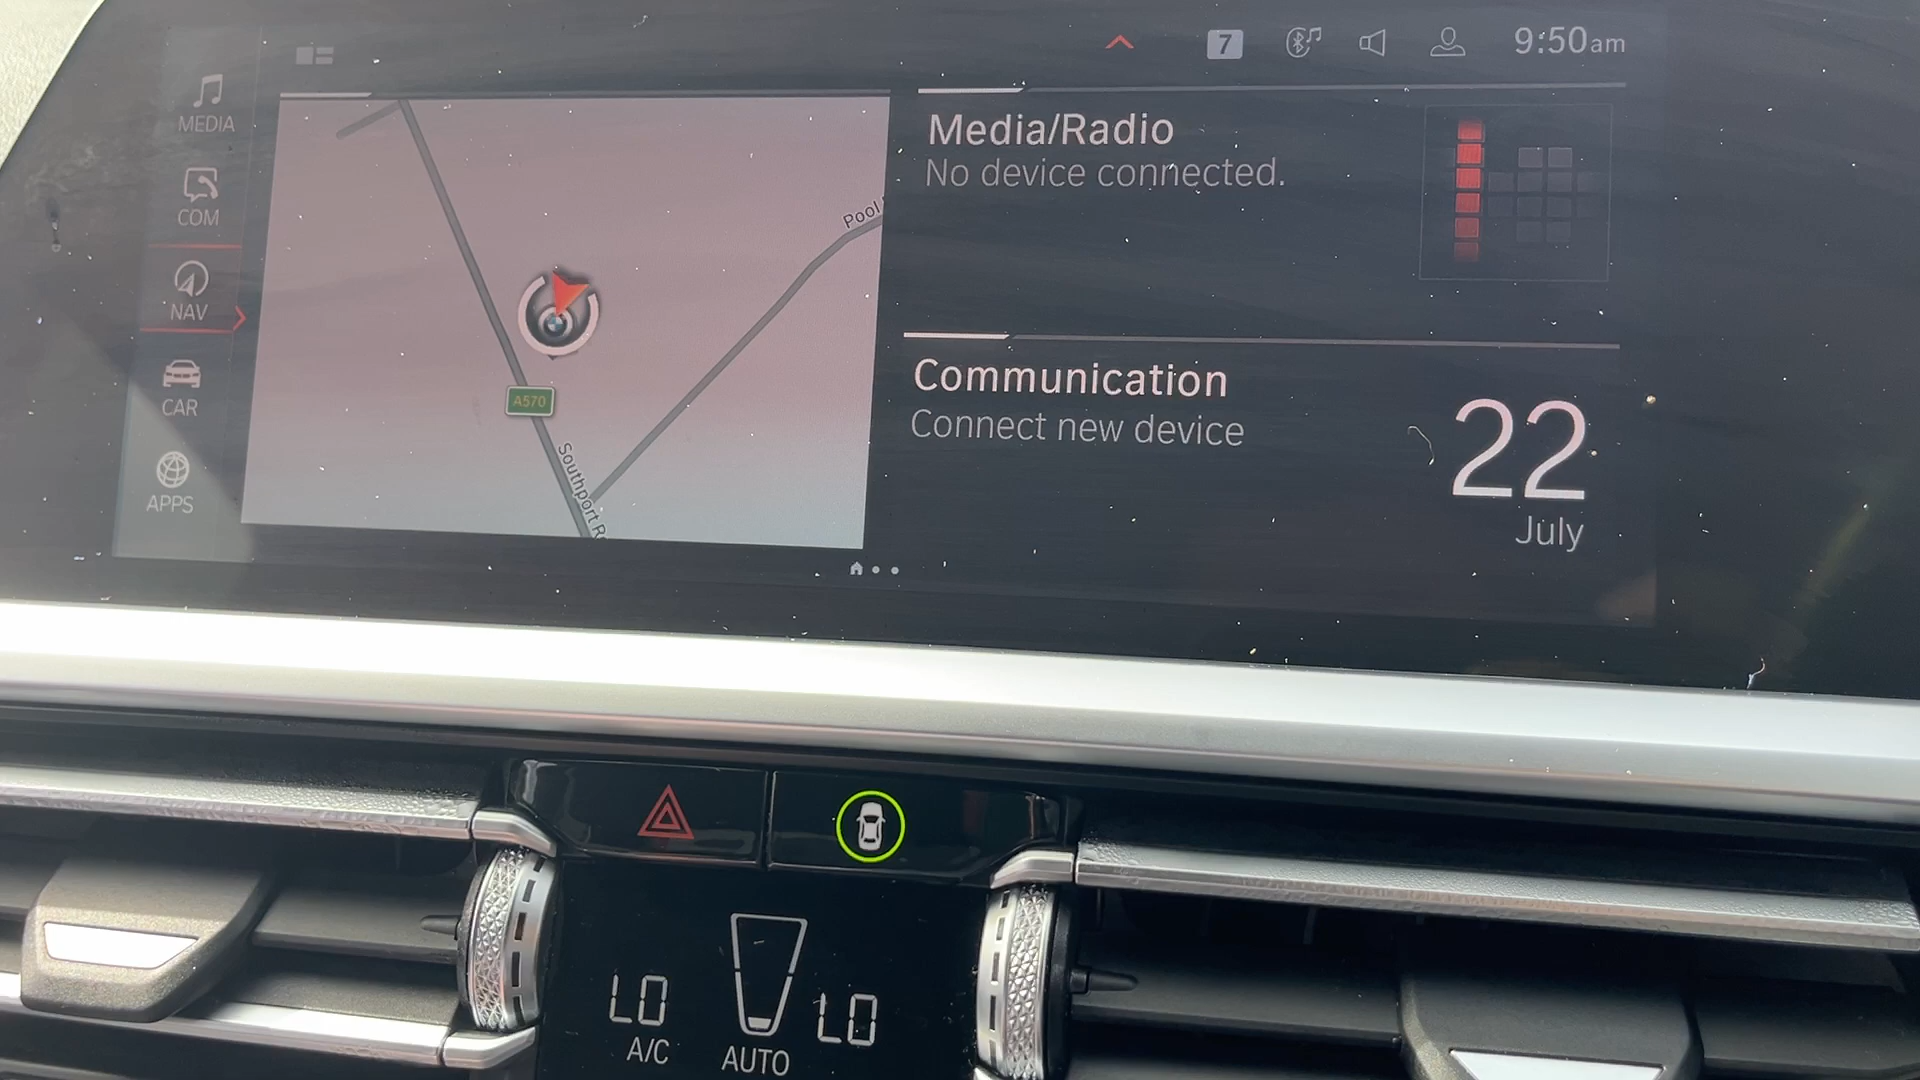 7
9:50am
MEDIA
COM
NAV
CAR
APPS
Pool
A570
Southport R
Media/Radio
No device connected.
Communication
Connect new device
22
July
LO
LO
A/C
AUTO